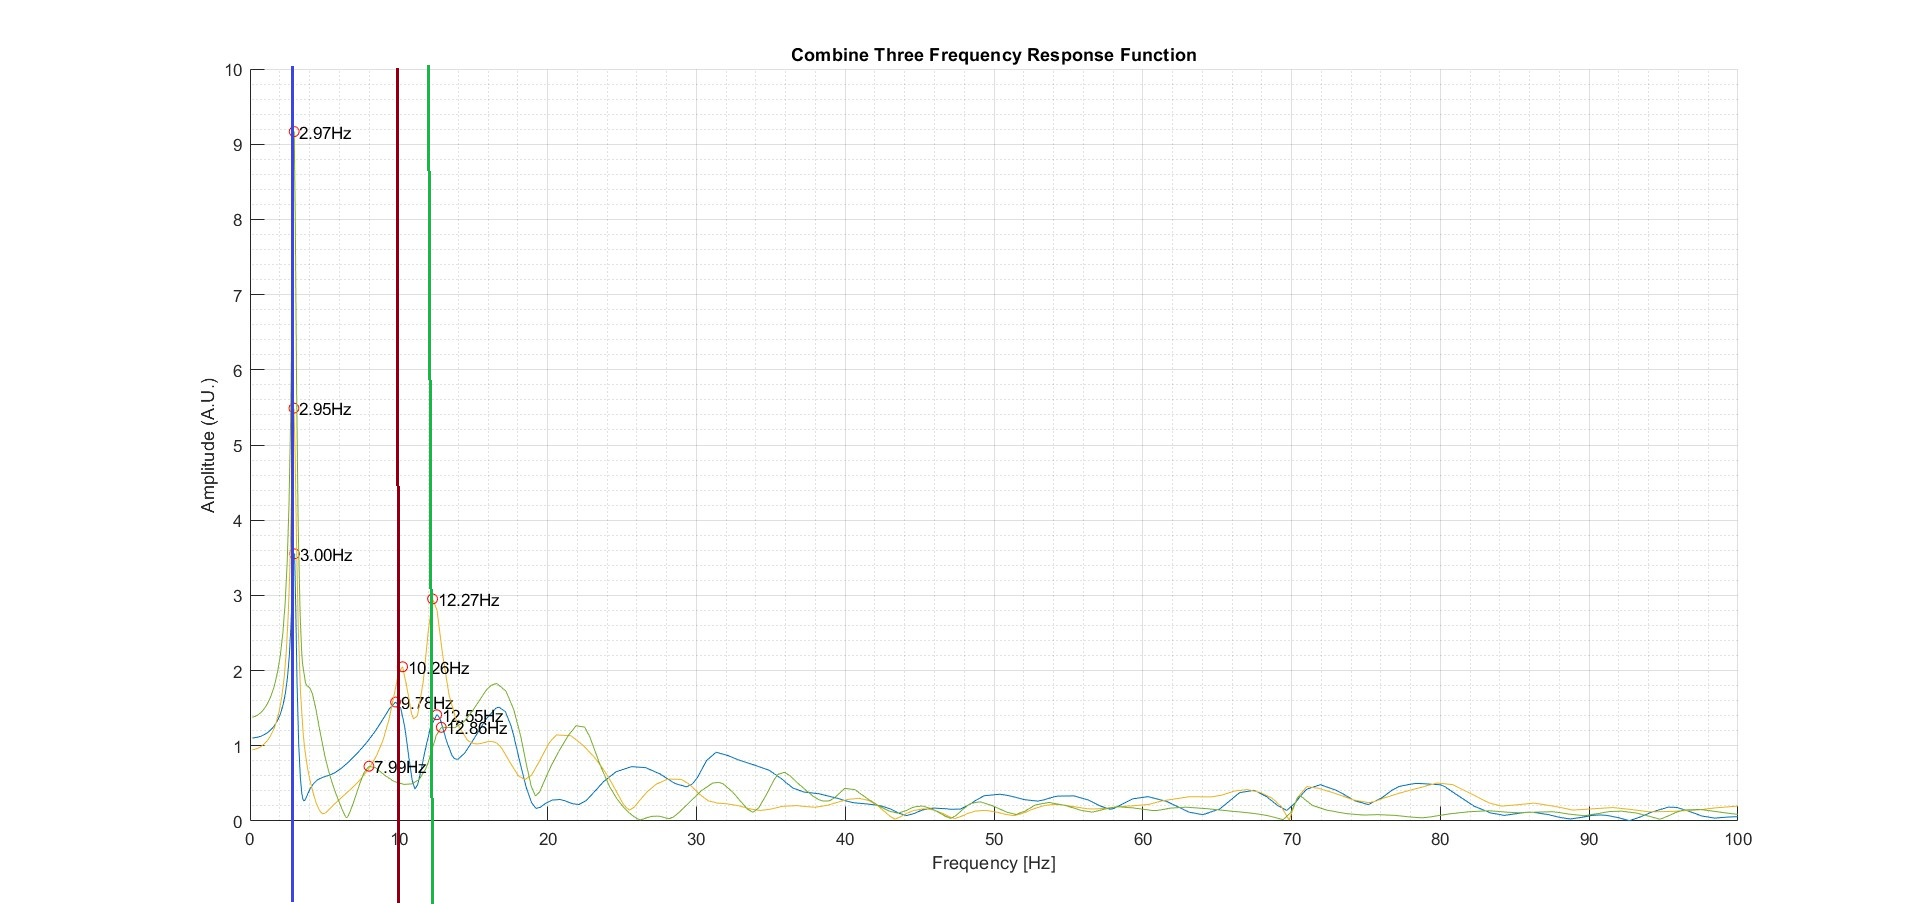 Combine Three Frequency Response Function
10
9
8
7
6
5
4
3
2
1
0
Amplitude (A.U.)
2.97Hz
2.95Hz
3.00Hz
12.27Hz
10.26Hz
9.78Hz
12.55Hz
12.86Hz
7.99Hz
0 10 20 30 40 50 60 70 80 90 100
Frequency [Hz]